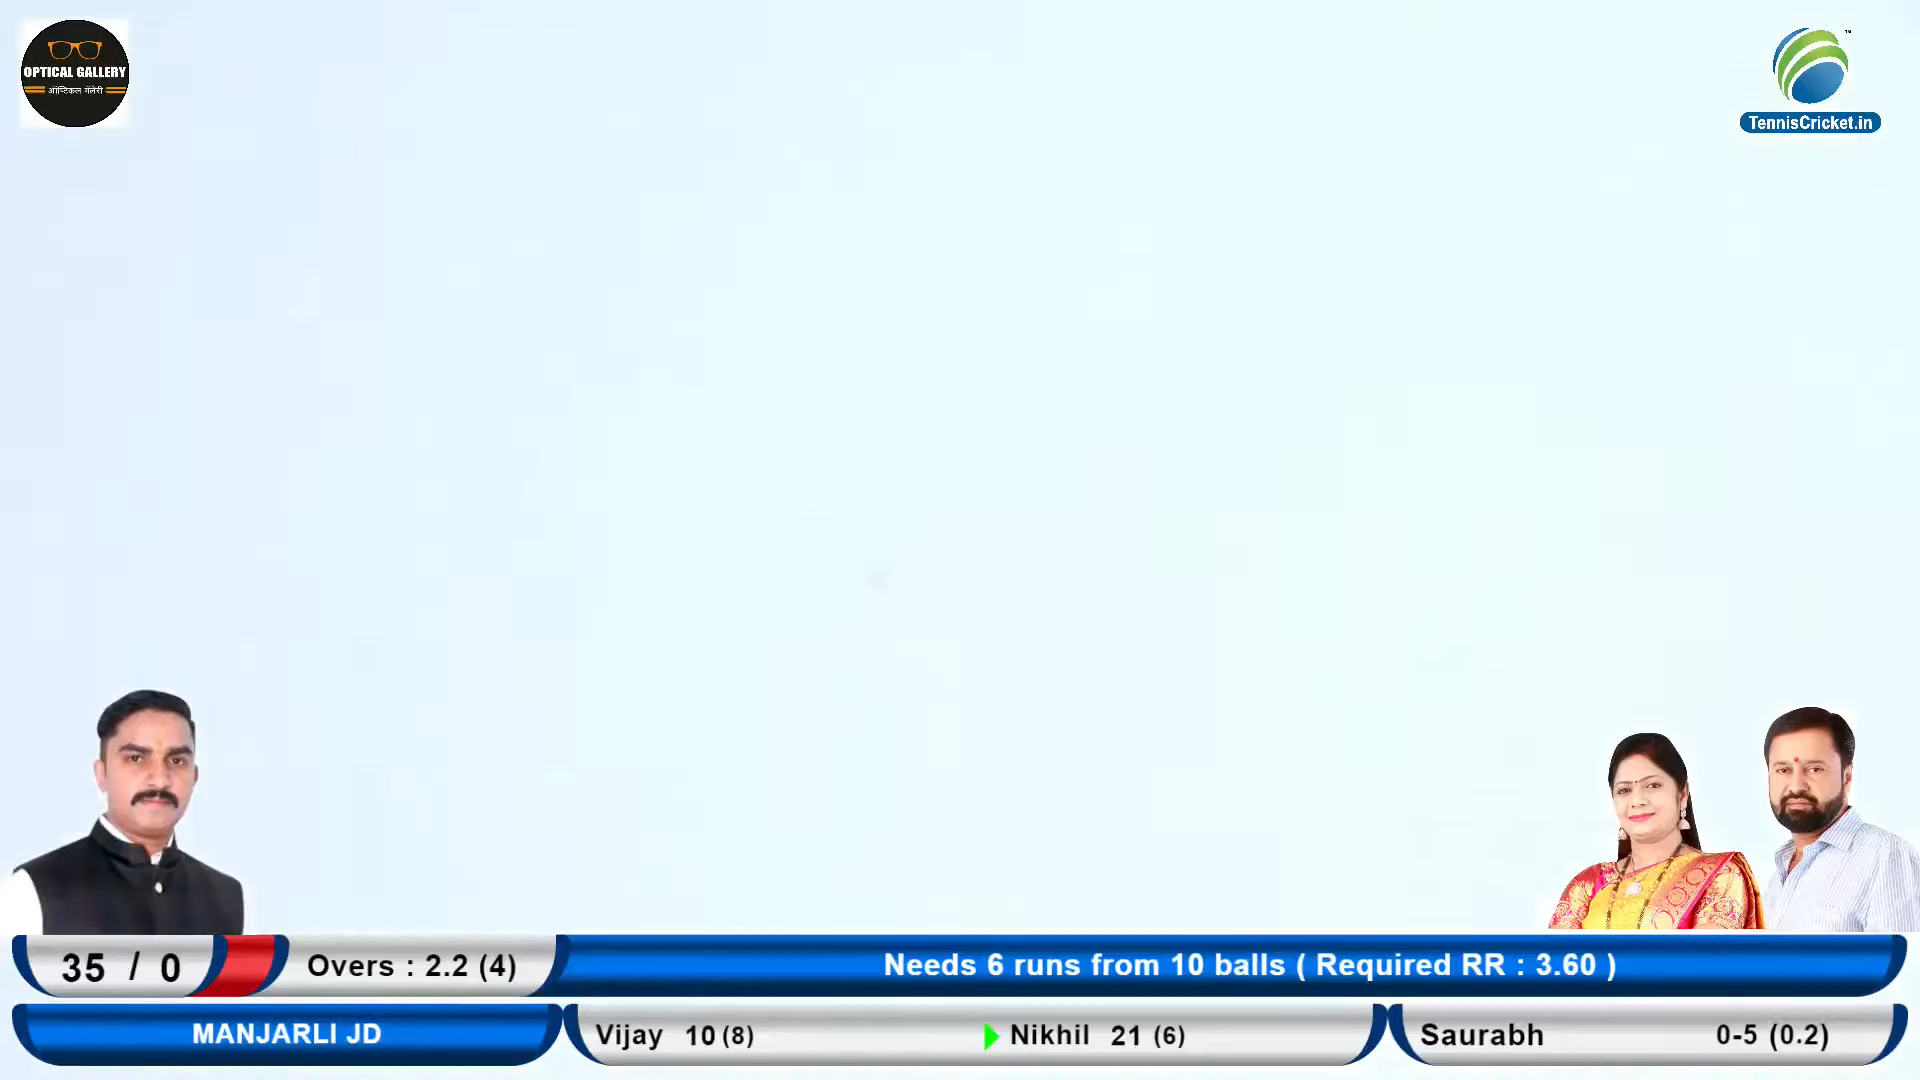 OPTICAL GALLERY
ऑप्टिकल गॅलेरी
TM
TennisCricket.in
35 / 0
Overs : 2.2 (4)
Needs 6 runs from 10 balls ( Required RR : 3.60 )
MANJARLI JD
Vijay 10 (8)
Nikhil 21 (6)
Saurabh 0-5 (0.2)